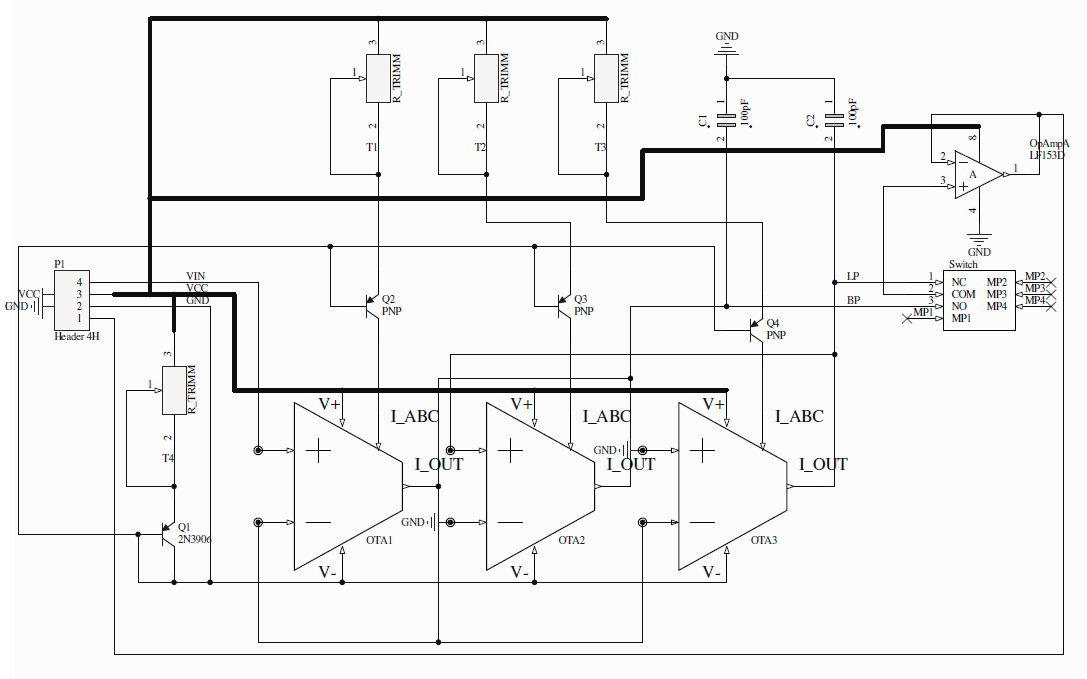 GND
3
3
3
1
1
1
R_TRIMM
R_TRIMM
R_TRIMM
2
2
2
T1
T2
T3
1
1
C1
100pF
C2
100pF
2
2
8
OpAmpA
LF153D
2
3
A
1
4
GND
P1
4
3
2
1
VCC
GND
Header 4H
VIN
VCC
GND
Q2
PNP
Q3
PNP
Q4
PNP
LP
BP
Switch
1
2
3
MP1
NC
COM
NO
MP1
MP2
MP3
MP4
MP2
MP3
MP4
3
1
R_TRIMM
2
T4
Q1
2N3906
V+
I_ABC
I_OUT
V-
OTA1
V+
I_ABC
GND
I_OUT
V-
OTA2
V+
I_ABC
GND
I_OUT
V-
OTA3